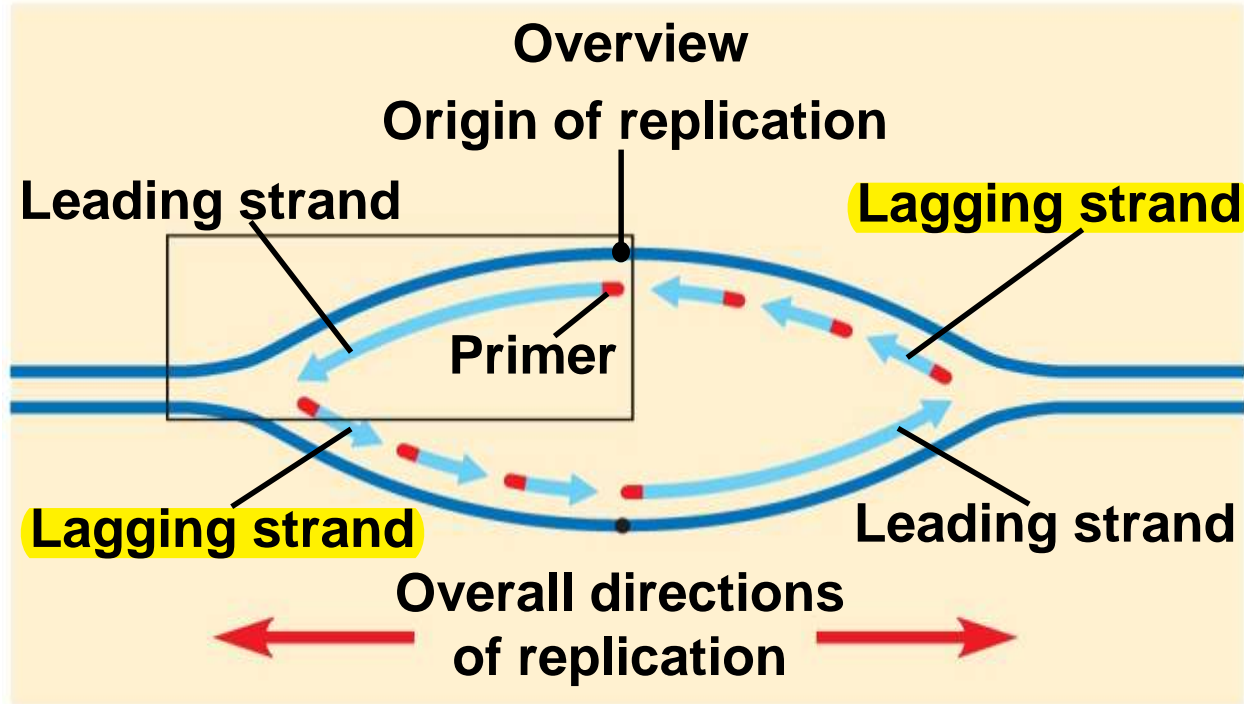 Overview
Origin of replication
Leading strand
Lagging strand
Primer
Lagging strand
Leading strand
Overall directions
of replication